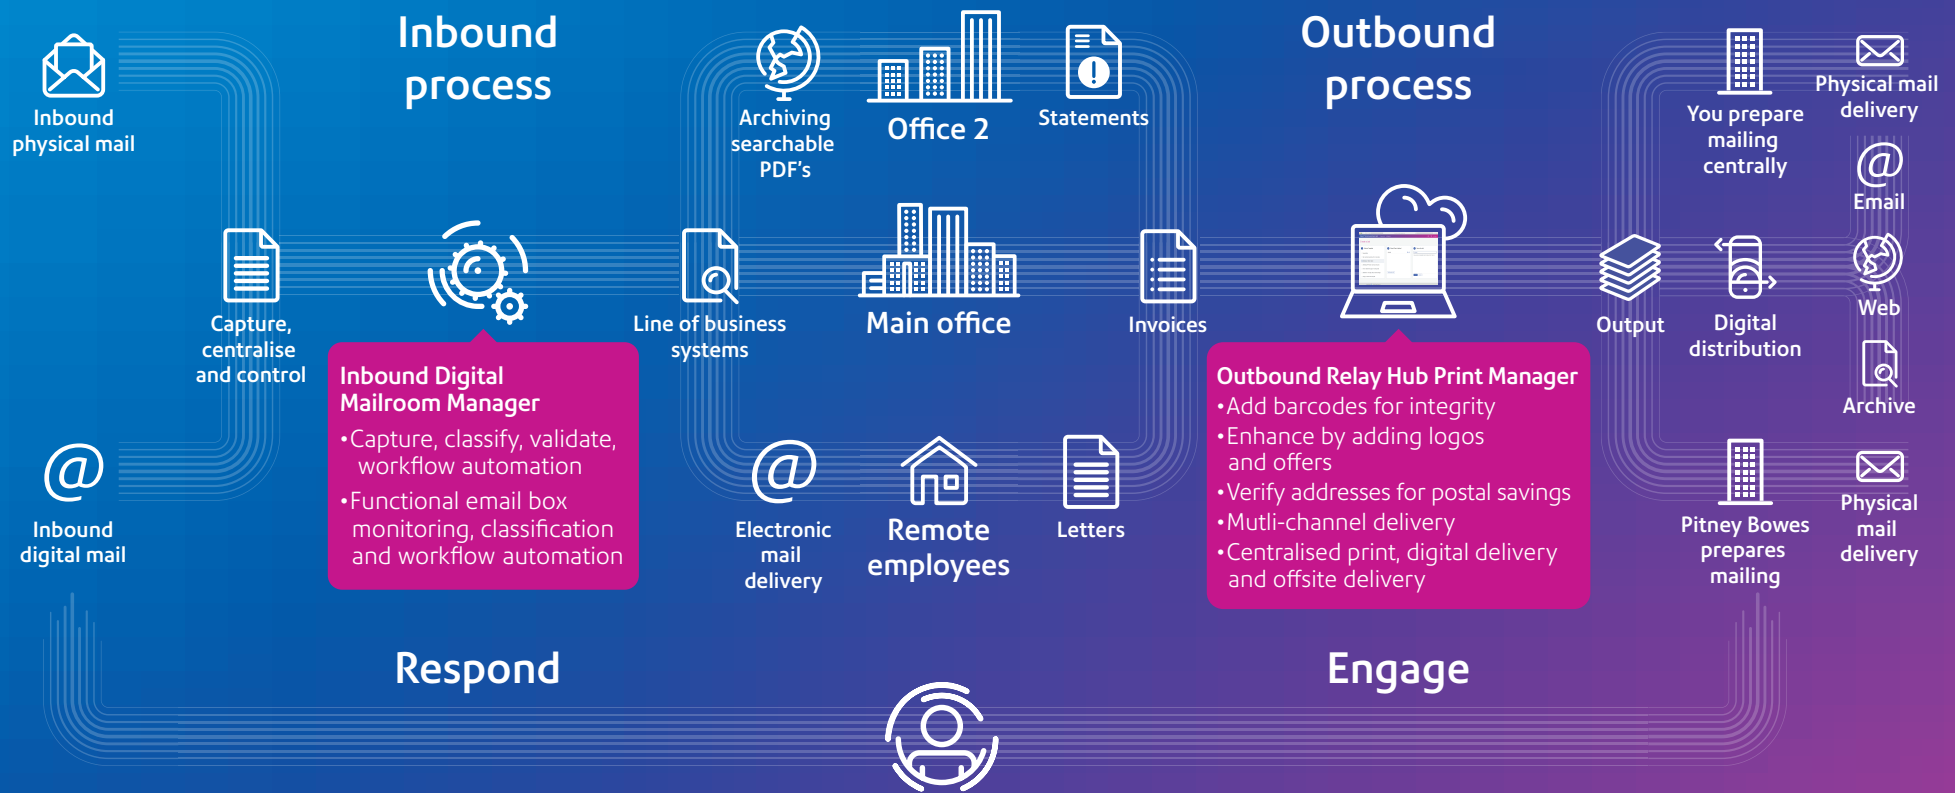 Inbound
process
Outbound
process
Inbound
physical mail
Inbound
digital mail
Capture,
centralise
and control
Inbound Digital
Mailroom Manager
•Capture, classify, validate,
workflow automation
•Functional email box
monitoring, classification
and workflow automation
Line of business
systems
Archiving
searchable
PDF's
Office 2
Statements
Main office
Invoices
Electronic
mail
delivery
Remote
employees
Letters
Outbound Relay Hub Print Manager
•Add barcodes for integrity
•Enhance by adding logos
and offers
•Verify addresses for postal savings
•Mutli-channel delivery
•Centralised print, digital delivery
and offsite delivery
Output
You prepare
mailing
centrally
Digital
distribution
Pitney Bowes
prepares
mailing
Physical mail
delivery
Email
Web
Archive
Physical
mail
delivery
Respond
Engage